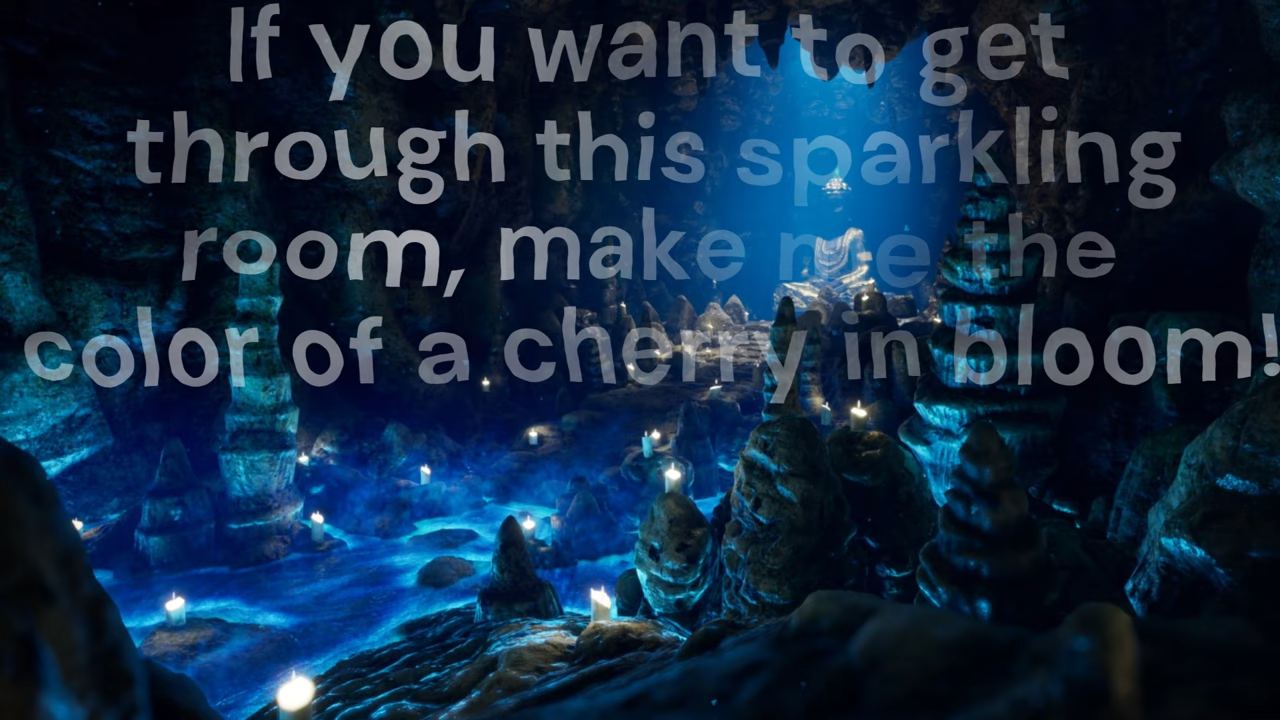 If you want to get
through this sparkling
room, make me the
color of a cherry in bloom!